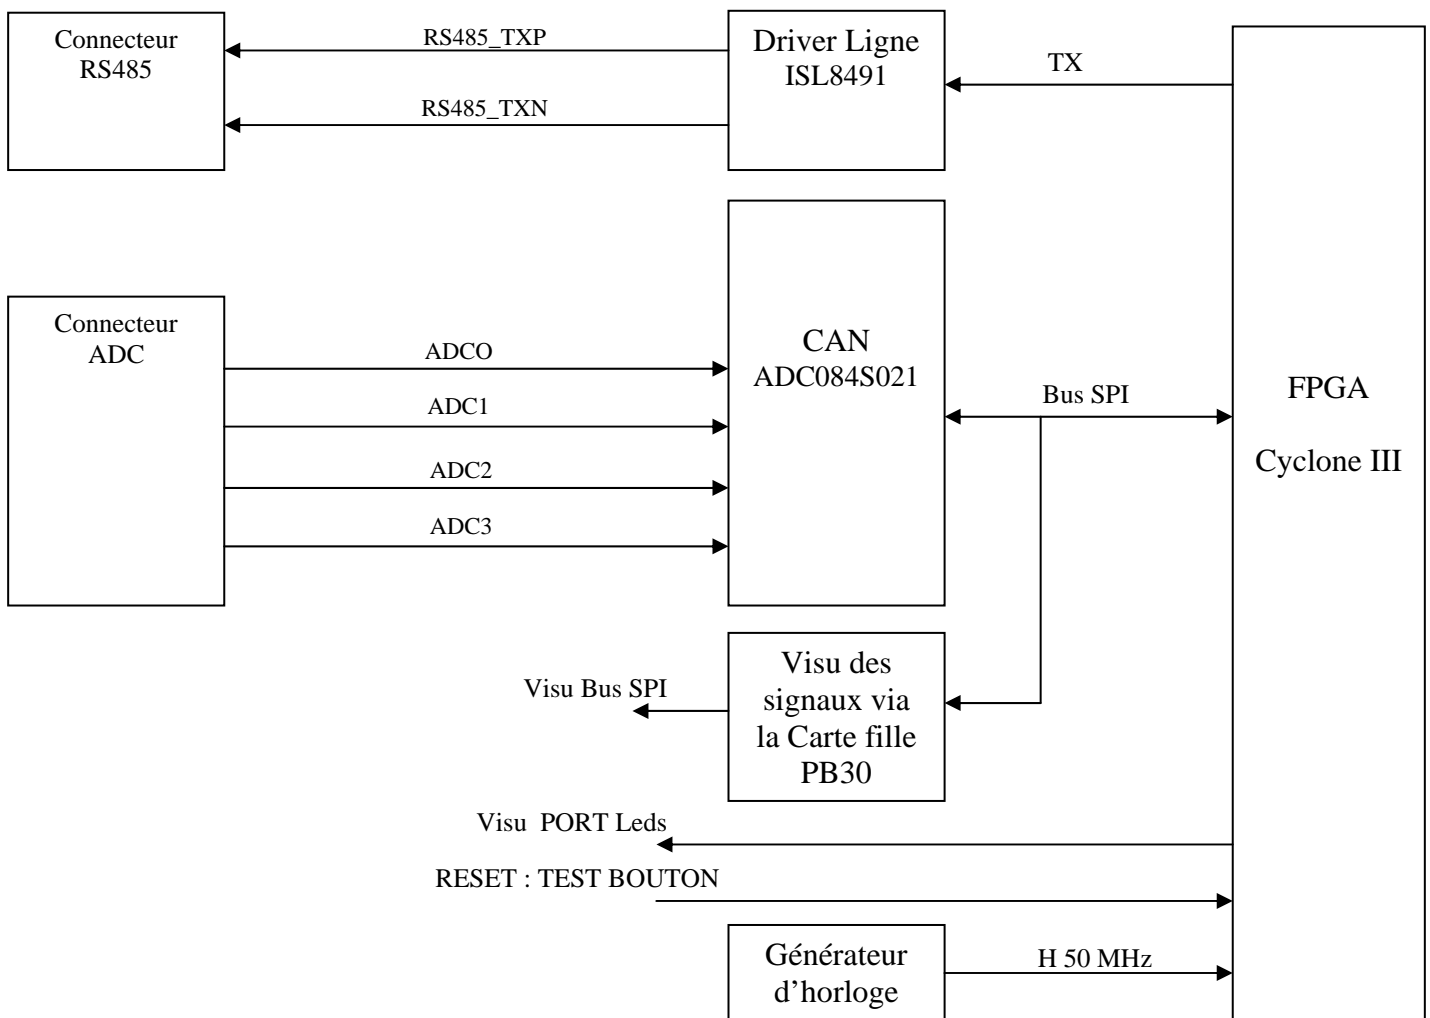 Connecteur
RS485
RS485_TXP
RS485_TXN
Driver Ligne
ISL8491
TX
Connecteur
ADC
ADCO
ADC1
ADC2
ADC3
CAN
ADC084S021
Bus SPI
FPGA
Cyclone III
Visu Bus SPI
Visu des
signaux via
la Carte fille
PB30
Visu PORT Leds
RESET : TEST BOUTON
Générateur
d’horloge
H 50 MHz